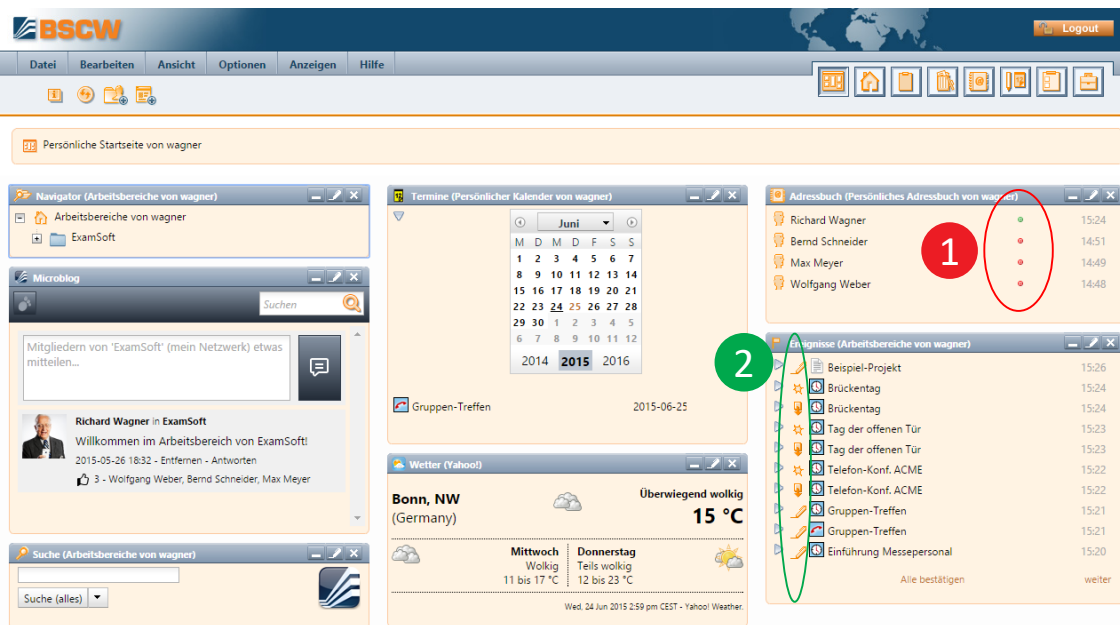 BSCW
Logout
Datei Bearbeiten Ansicht Optionen Anzeigen Hilfe
Persönliche Startseite von wagner
Navigator (Arbeitsbereiche von wagner)
Arbeitsbereiche von wagner
ExamSoft
Microblog
Suchen
Mitgliedern von 'ExamSoft' (mein Netzwerk) etwas
mitteilen...
Richard Wagner in ExamSoft
Willkommen im Arbeitsbereich von ExamSoft!
2015-05-26 18:32 - Entfernen - Antworten
3 - Wolfgang Weber, Bernd Schneider, Max Meyer
Suche (Arbeitsbereiche von wagner)
Suche (alles)
Termine (Persönlicher Kalender von wagner)
Juni
M D M D F S S
1 2 3 4 5 6 7
8 9 10 11 12 13 14
15 16 17 18 19 20 21
22 23 24 25 26 27 28
29 30 1 2 3 4 5
6 7 8 9 10 11 12
2014 2015 2016
Gruppen-Treffen 2015-06-25
Wetter (Yahoo!)
Bonn, NW
(Germany)
Überwiegend wolkig
15 °C
Mittwoch
Wolkig
11 bis 17 °C
Donnerstag
Teils wolkig
12 bis 23 °C
Wed, 24 Jun 2015 2:59 pm CEST - Yahoo! Weather.
Adressbuch (Persönliches Adressbuch von wagner)
Richard Wagner 15:24
Bernd Schneider 14:51
Max Meyer 14:49
Wolfgang Weber 14:48
1
2
Ereignisse (Arbeitsbereiche von wagner)
Beispiel-Projekt 15:26
Brückentag 15:24
Brückentag 15:24
Tag der offenen Tür 15:23
Tag der offenen Tür 15:23
Telefon-Konf. ACME 15:22
Telefon-Konf. ACME 15:22
Gruppen-Treffen 15:21
Gruppen-Treffen 15:21
Einführung Messepersonal 15:20
Alle bestätigen weiter